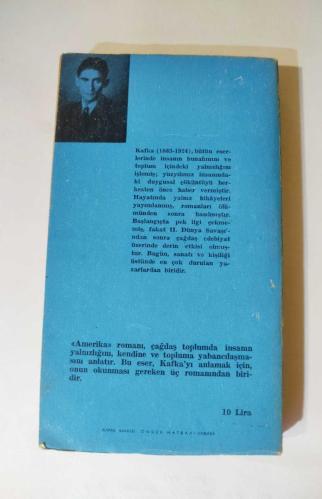 Kafka (1883-1924), bütün eser-
lerinde insanın bunalımını ve
toplum içindeki yalnızlığını
işlemiş, yüzyılımız insanında-
ki duygusal çöküntüyü her-
kesten önce haber vermiştir.
Hayatında yalnız hikâyeleri
yayınlanmış, romanları ölü-
münden sonra basılmıştır.
Başlangıçta pek ilgi çekme-
miş, fakat II. Dünya Savaşı'-
ndan sonra çağdaş edebiyat
üzerinde derin etkisi olmuş-
tur. Bugün, sanatı ve kişiliği
üstünde en çok durulan ya-
zarlardan biridir.
«Amerika» romanı, çağdaş toplumda insanın
yalnızlığını, kendine ve topluma yabancılaşma-
sını anlatır. Bu eser, Kafka'yı anlamak için,
onun okunması gereken üç romanından biri-
dir.
10 Lira
KAPAK BASKISI: